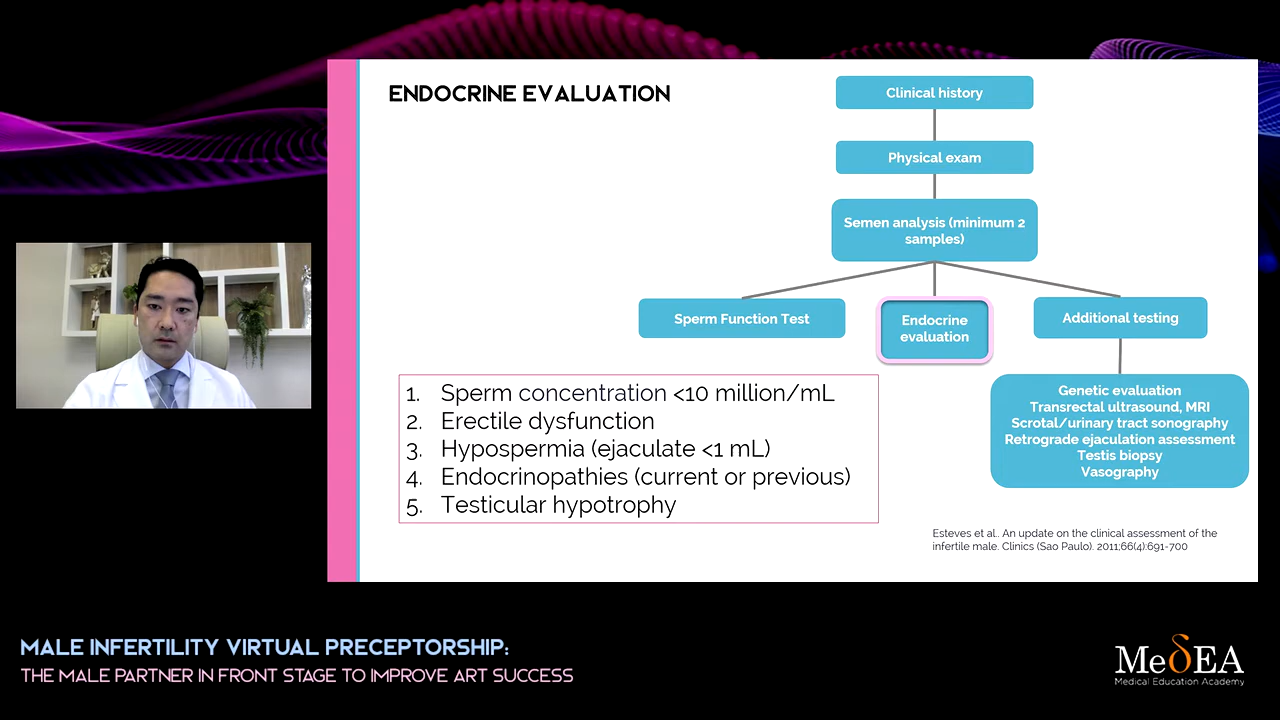 ENDOCRINE EVALUATION
Clinical history
Physical exam
Semen analysis (minimum 2
samples)
Sperm Function Test
Endocrine
evaluation
Additional testing
Genetic evaluation
Transrectal ultrasound, MRI
Scrotal/urinary tract sonography
Retrograde ejaculation assessment
Testis biopsy
Vasography
1. Sperm concentration <10 million/mL
2. Erectile dysfunction
3. Hypospermia (ejaculate <1 mL)
4. Endocrinopathies (current or previous)
5. Testicular hypotrophy
Esteves et al.. An update on the clinical assessment of the
infertile male. Clinics (Sao Paulo). 2011;66(4):691-700
MALE INFERTILITY VIRTUAL PRECEPTORSHIP:
THE MALE PARTNER IN FRONT STAGE TO IMPROVE ART SUCCESS
MeδEA
Medical Education Academy